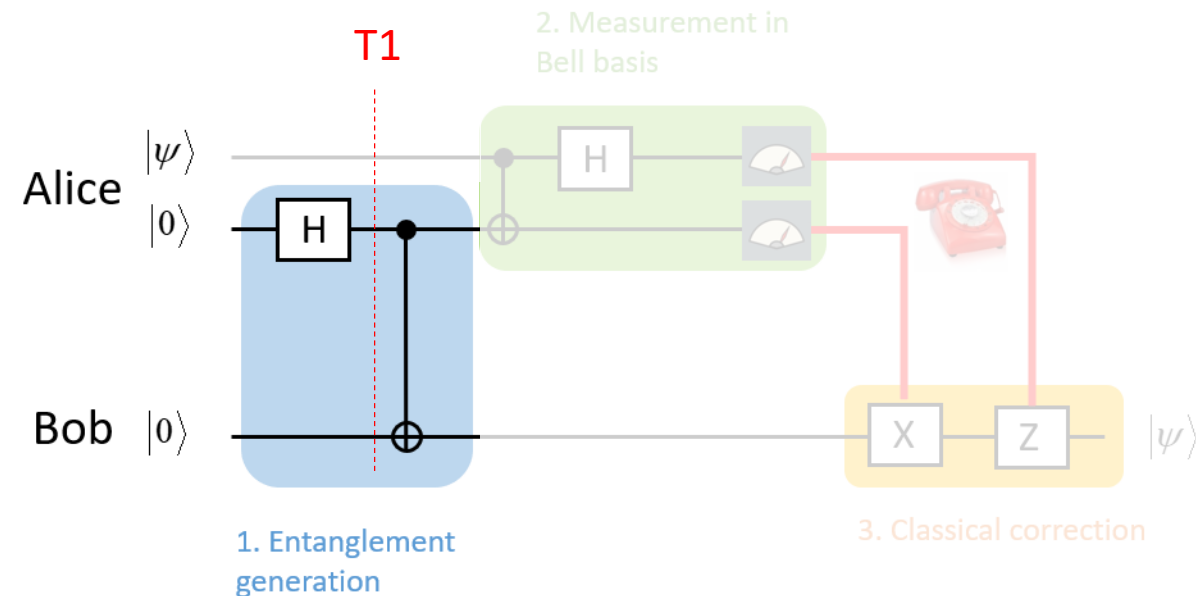 T1
2. Measurement in
Bell basis
Alice
|ψ⟩
|0⟩
H
H
Bob
|0⟩
X
Z
|ψ⟩
1. Entanglement
generation
3. Classical correction